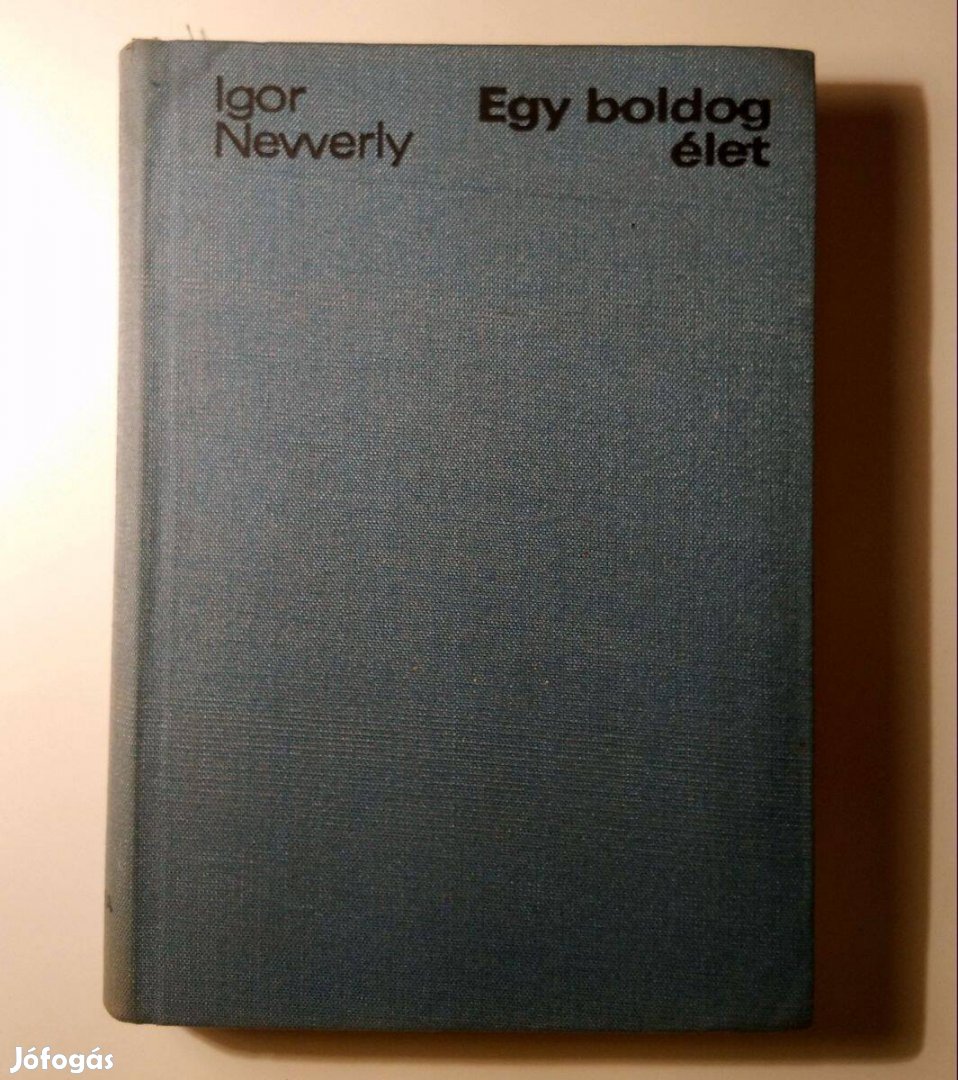 Igor
Newerly
Egy boldog
élet
Jófogás